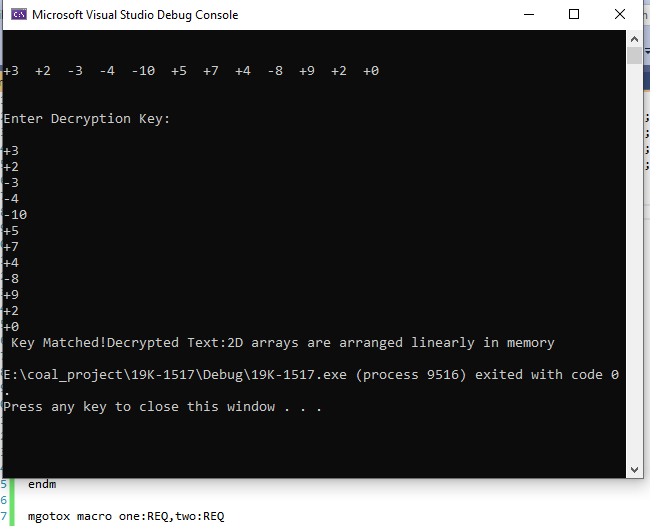 Microsoft Visual Studio Debug Console
+3 +2 -3 -4 -10 +5 +7 +4 -8 +9 +2 +0
Enter Decryption Key:
+3
+2
-3
-4
-10
+5
+7
+4
-8
+9
+2
+0
Key Matched!Decrypted Text:2D arrays are arranged linearly in memory
E:\coal_project\19K-1517\Debug\19K-1517.exe (process 9516) exited with code 0
.
Press any key to close this window . . .
5 endm
6
7 mgotox macro one:REQ,two:REQ